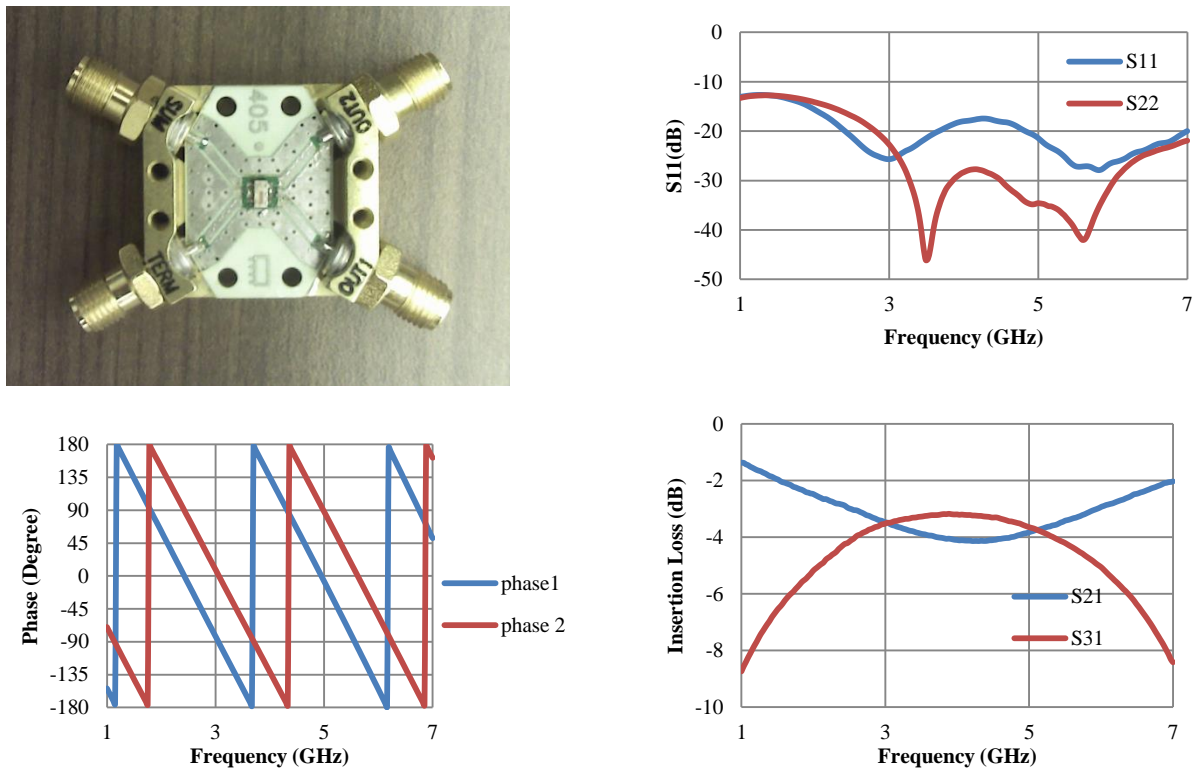 SUM
OUT2
405
TERM
OUT1
0
-10
-20
-30
-40
-50
S11(dB)
S11
S22
1 3 5 7
Frequency (GHz)
180
135
90
45
0
-45
-90
-135
-180
Phase (Degree)
phase1
phase 2
1 3 5 7
Frequency (GHz)
0
-2
-4
-6
-8
-10
Insertion Loss (dB)
S21
S31
1 3 5 7
Frequency (GHz)